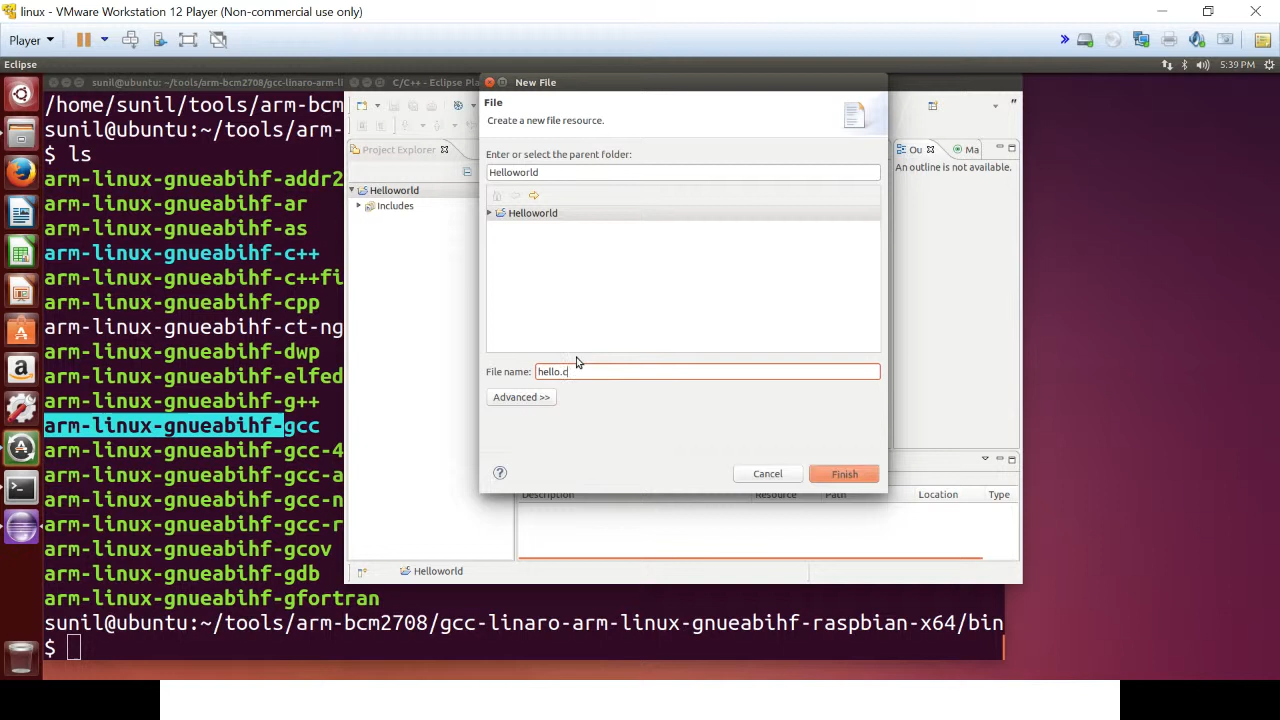 linux - VMware Workstation 12 Player (Non-commercial use only)
Player
Eclipse
5:39 PM
sunil@ubuntu: ~/tools/arm-bcm2708/gcc-linaro-arm-li
/home/sunil/tools/arm-bcm
sunil@ubuntu:~/tools/arm-
$ ls
arm-linux-gnueabihf-addr2
arm-linux-gnueabihf-ar
arm-linux-gnueabihf-as
arm-linux-gnueabihf-c++
arm-linux-gnueabihf-c++fi
arm-linux-gnueabihf-cpp
arm-linux-gnueabihf-ct-ng
arm-linux-gnueabihf-dwp
arm-linux-gnueabihf-elfed
arm-linux-gnueabihf-g++
arm-linux-gnueabihf-gcc
arm-linux-gnueabihf-gcc-4
arm-linux-gnueabihf-gcc-a
arm-linux-gnueabihf-gcc-n
arm-linux-gnueabihf-gcc-r
arm-linux-gnueabihf-gcov
arm-linux-gnueabihf-gdb
arm-linux-gnueabihf-gfortran
sunil@ubuntu:~/tools/arm-bcm2708/gcc-linaro-arm-linux-gnueabihf-raspbian-x64/bin
$
C/C++ - Eclipse Pla
Project Explorer
Helloworld
Includes
New File
File
Create a new file resource.
Enter or select the parent folder:
Helloworld
Helloworld
File name: hello.c
Advanced >>
Cancel
Finish
Ou
Ma
An outline is not available.
Description Resource Path Location Type
Helloworld